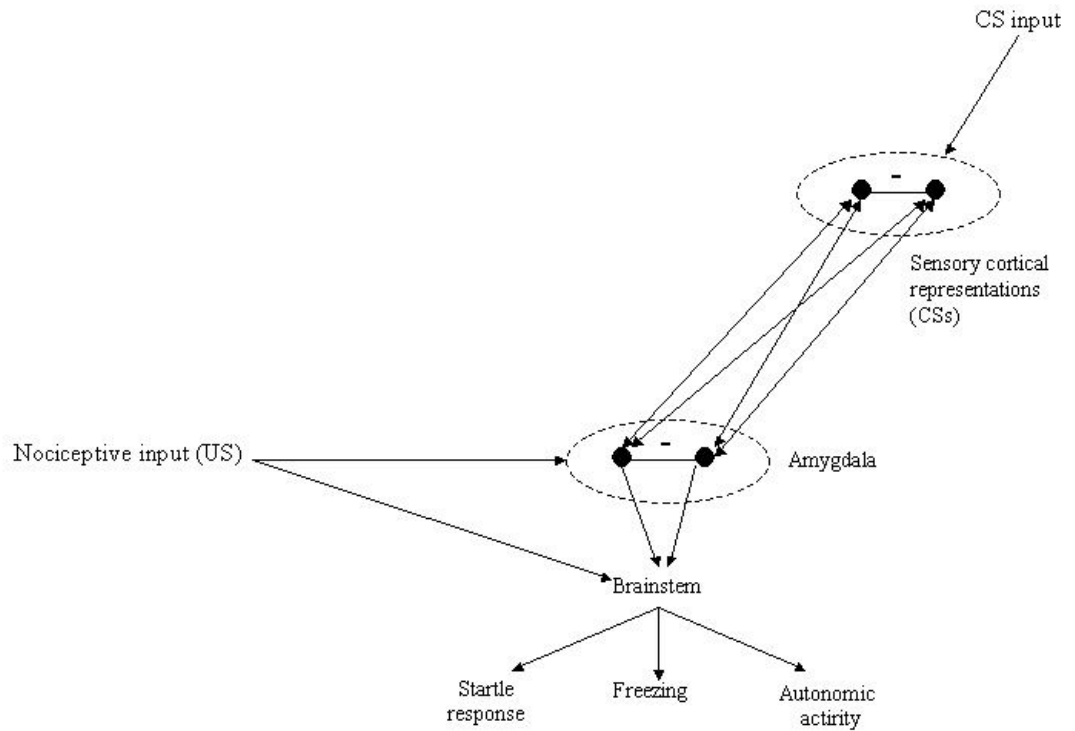 CS input
-
Sensory cortical
representations
(CSs)
Nociceptive input (US)
-
Amygdala
Brainstem
Startle
response
Freezing
Autonomic
actirity